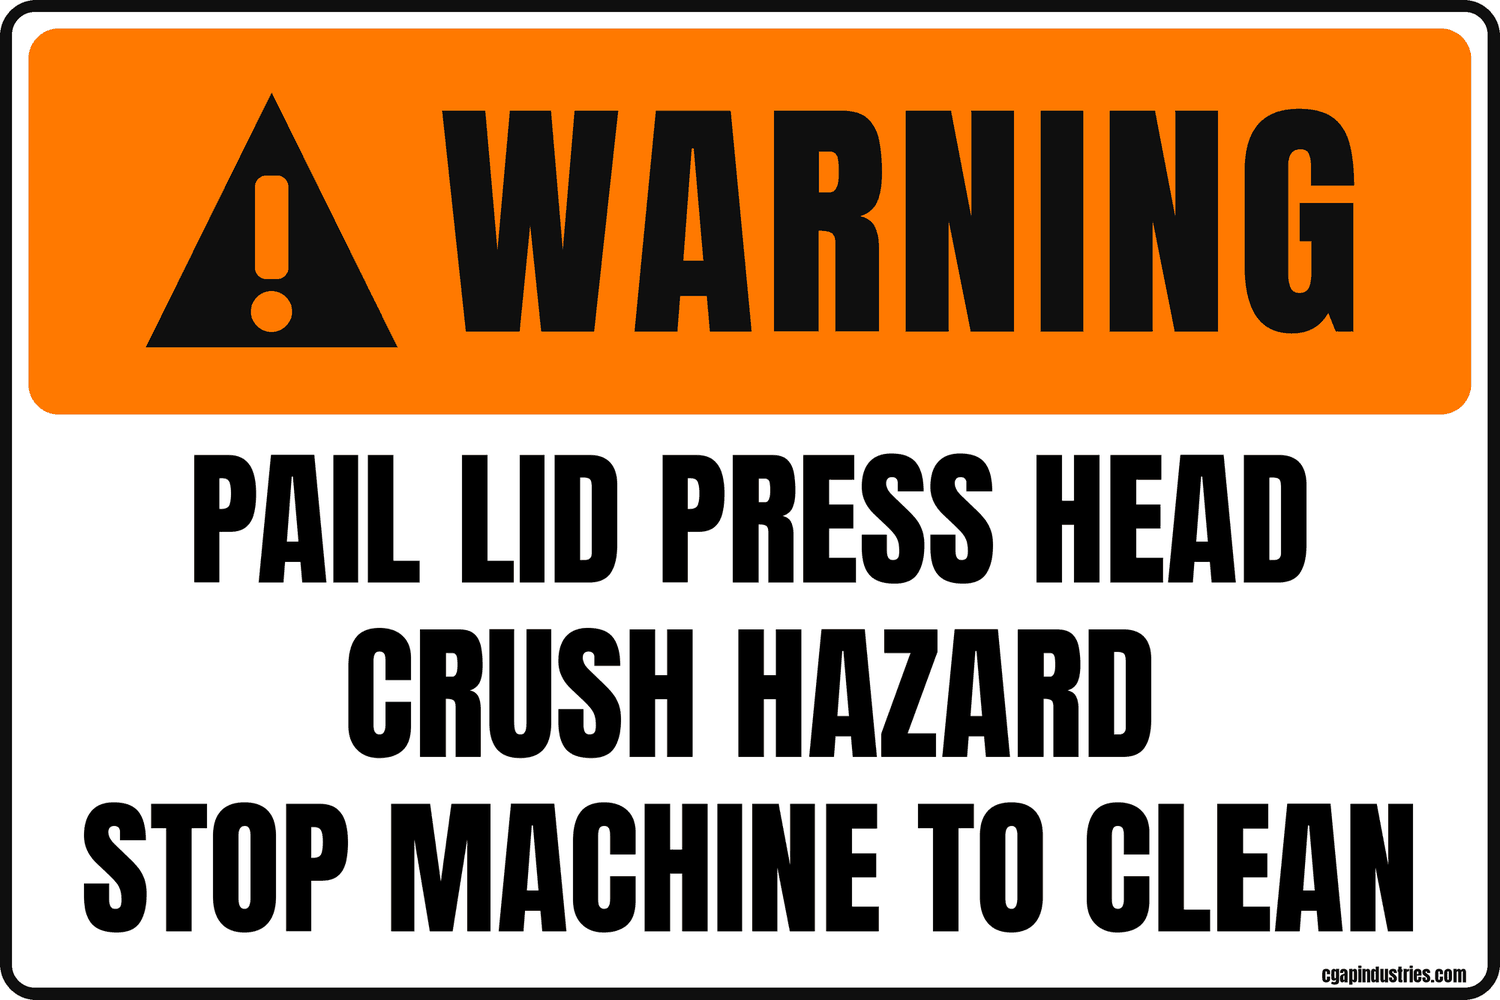 WARNING
PAIL LID PRESS HEAD
CRUSH HAZARD
STOP MACHINE TO CLEAN
cgapindustries.com